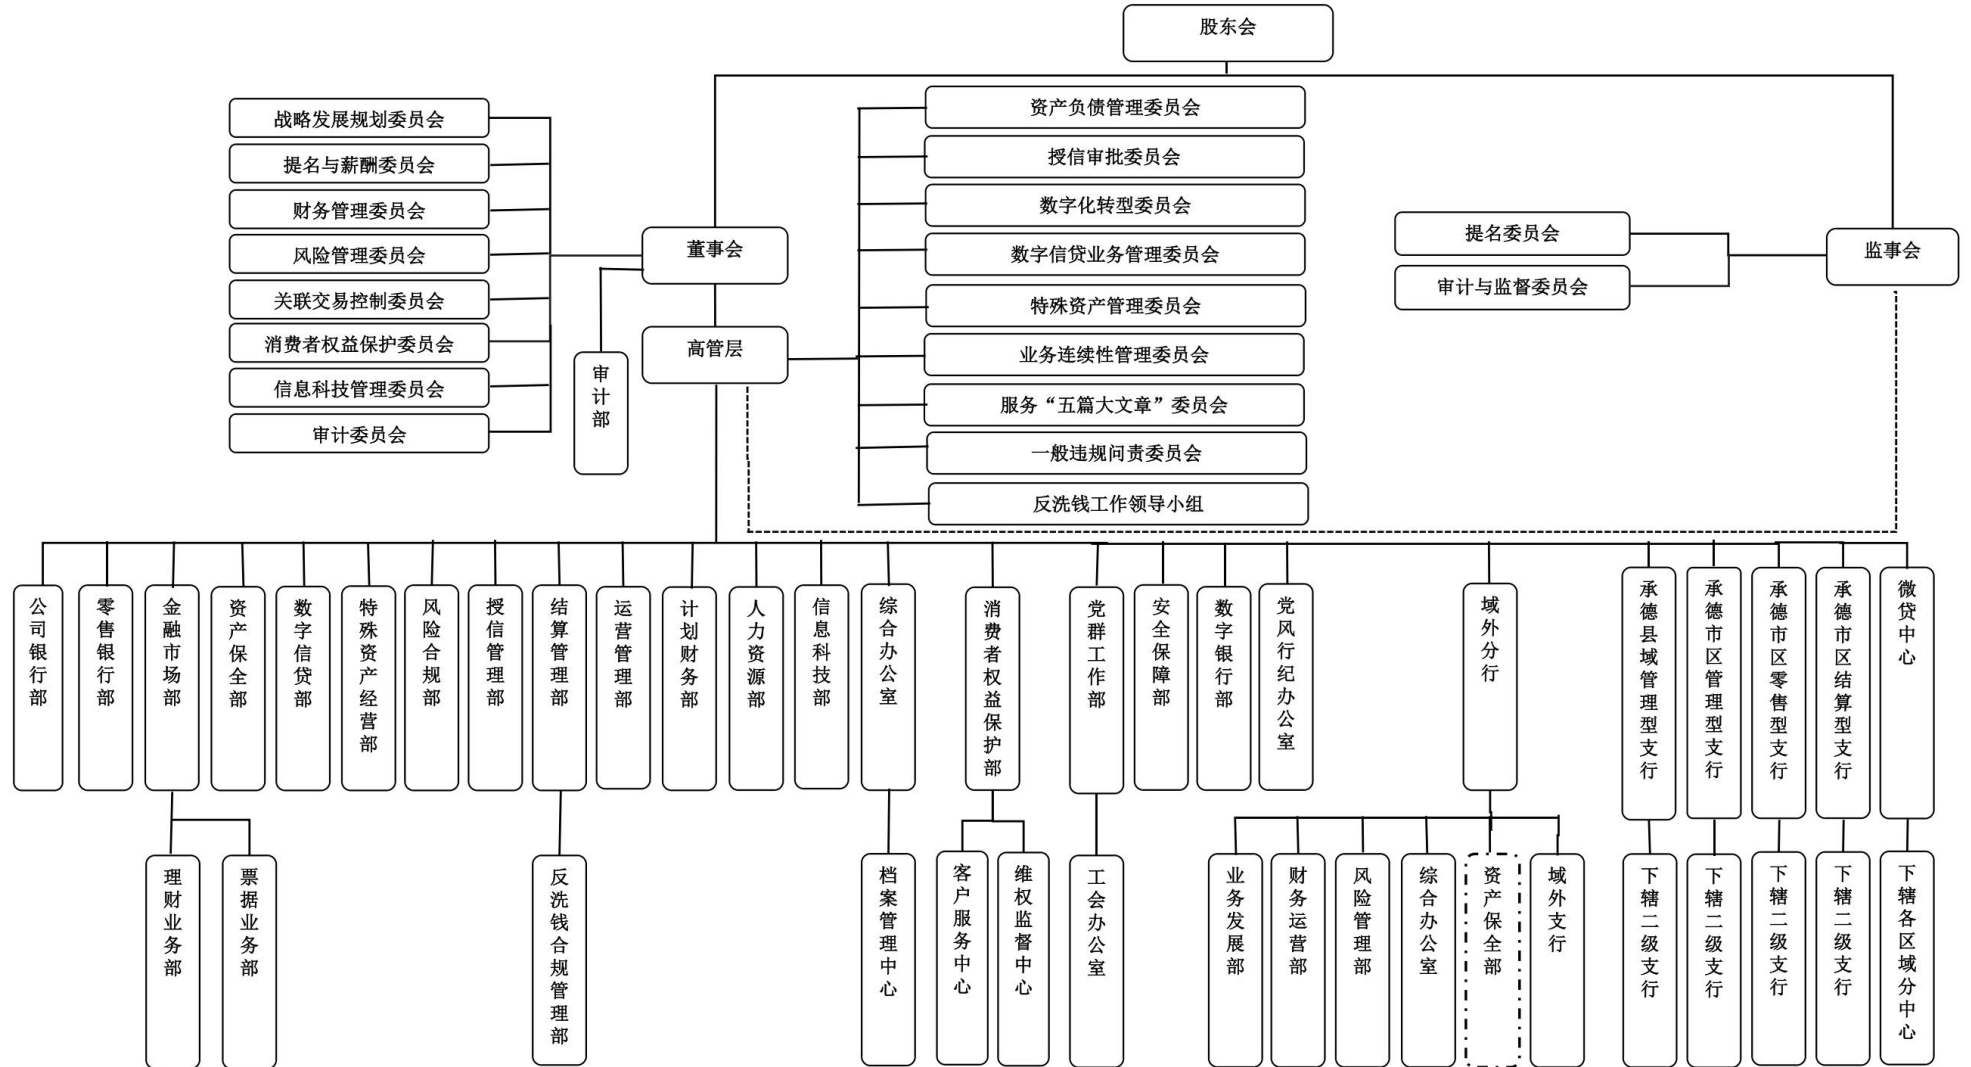 股东会
战略发展规划委员会
提名与薪酬委员会
财务管理委员会
风险管理委员会
关联交易控制委员会
消费者权益保护委员会
信息科技管理委员会
审计委员会
董事会
高管层
审计部
资产负债管理委员会
授信审批委员会
数字化转型委员会
数字信贷业务管理委员会
特殊资产管理委员会
业务连续性管理委员会
服务“五篇大文章”委员会
一般违规问责委员会
反洗钱工作领导小组
提名委员会
审计与监督委员会
监事会
公司银行部
零售银行部
金融市场部
资产保全部
数字信贷部
特殊资产经营部
风险合规部
授信管理部
结算管理部
运营管理部
计划财务部
人力资源部
信息科技部
综合办公室
消费者权益保护部
党群工作部
安全保障部
数字银行部
党风行纪办公室
域外分行
承德县域管理型支行
承德市区管理型支行
承德市区零售型支行
承德市区结算型支行
微贷中心
理财业务部
票据业务部
反洗钱合规管理部
档案管理中心
客户服务中心
维权监督中心
工会办公室
业务发展部
财务运营部
风险管理部
综合办公室
资产保全部
域外支行
下辖二级支行
下辖二级支行
下辖二级支行
下辖二级支行
下辖各区域分中心